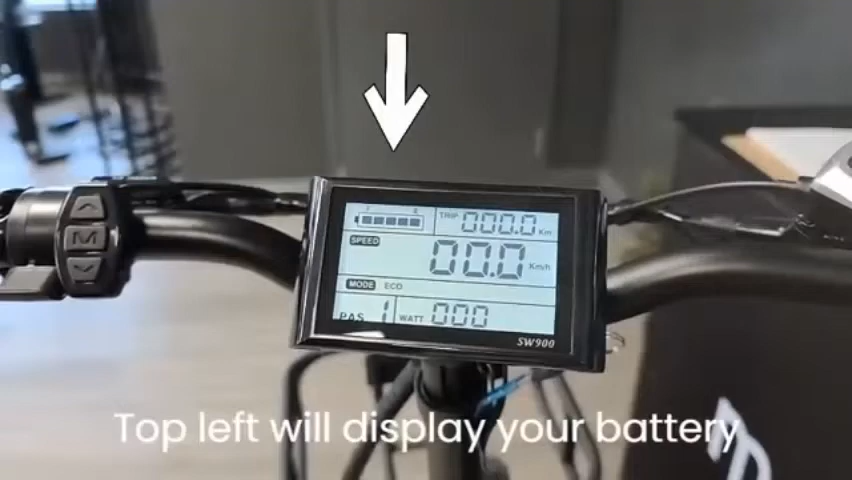 TRIP 000.0 Km
SPEED
00.0 Km/h
MODE ECO
PAS 1 WATT 000
SW900
M
Top left will display your battery